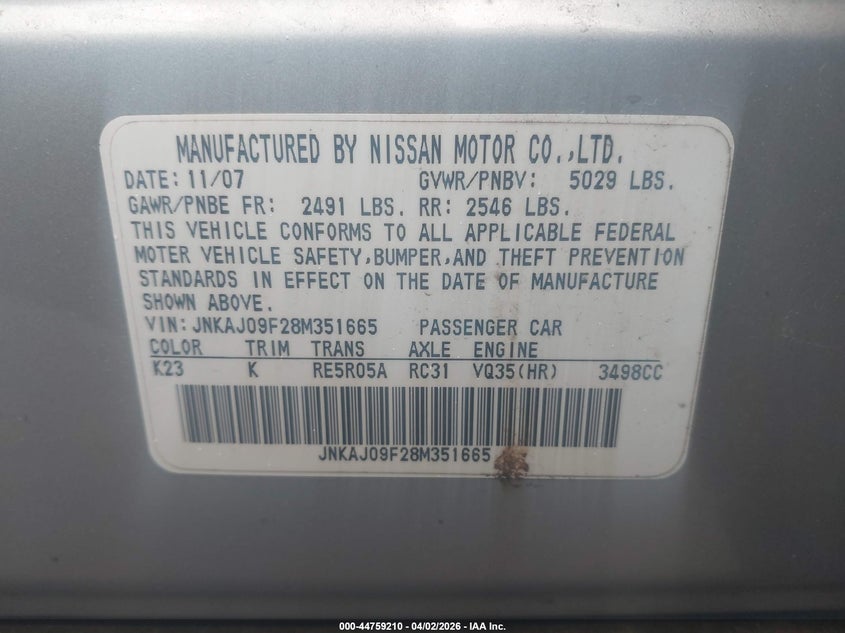 MANUFACTURED BY NISSAN MOTOR CO.,LTD.
DATE: 11/07 GVWR/PNBV: 5029 LBS.
GAWR/PNBE FR: 2491 LBS. RR: 2546 LBS.
THIS VEHICLE CONFORMS TO ALL APPLICABLE FEDERAL
MOTER VEHICLE SAFETY,BUMPER,AND THEFT PREVENTION
STANDARDS IN EFFECT ON THE DATE OF MANUFACTURE
SHOWN ABOVE.
VIN: JNKAJ09F28M351665 PASSENGER CAR
COLOR TRIM TRANS AXLE ENGINE
K23 K RE5R05A RC31 VQ35(HR) 3498CC
JNKAJ09F28M351665
000-44759210 - 04/02/2026 - IAA Inc.